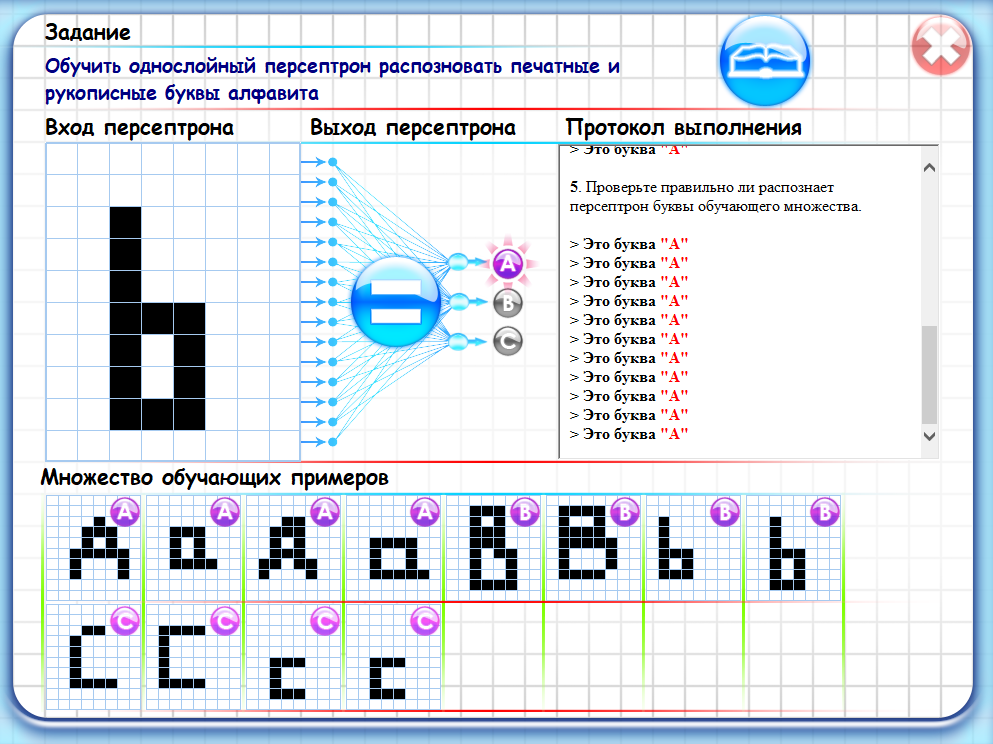 Задание
Обучить однослойный персептрон распозновать печатные и
рукописные буквы алфавита
Вход персептрона
Выход персептрона
Протокол выполнения
> Это буква "A"
5. Проверьте правильно ли распознает
персептрон буквы обучающего множества.
> Это буква "A"
> Это буква "A"
> Это буква "A"
> Это буква "A"
> Это буква "A"
> Это буква "A"
> Это буква "A"
> Это буква "A"
> Это буква "A"
> Это буква "A"
> Это буква "A"
A
B
C
Множество обучающих примеров
A A A A B B B B
C C C C